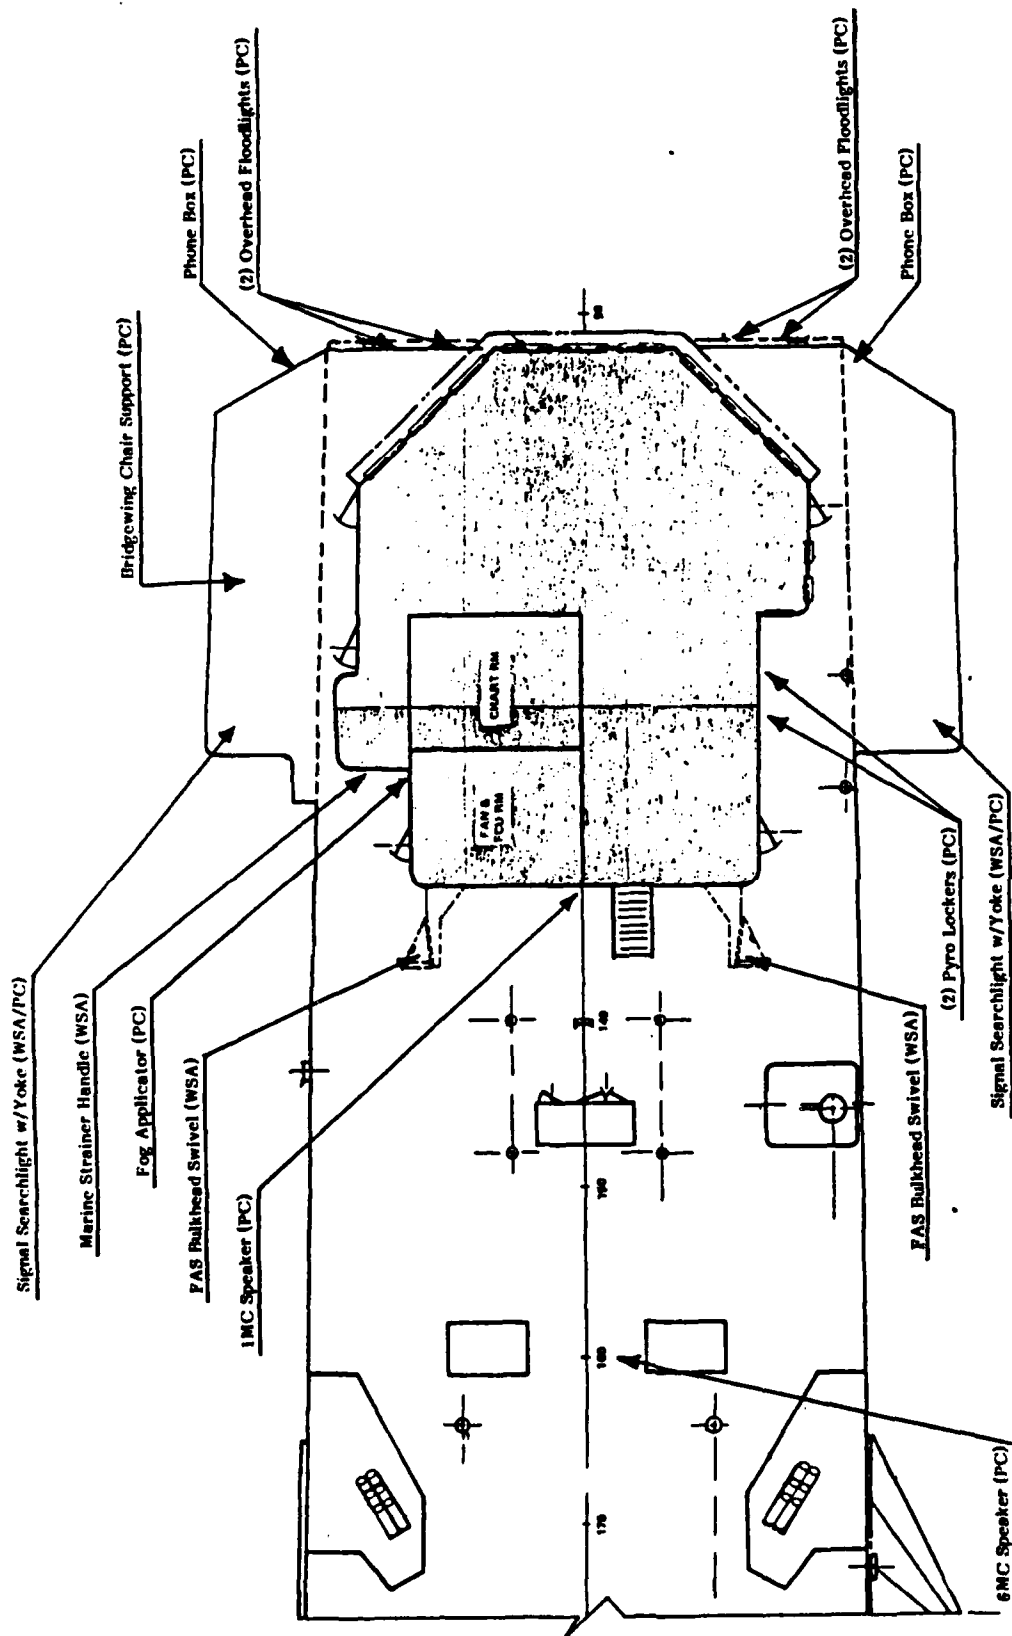 Signal Searchlight w/Yoke (WSA/PC)
Marine Strainer Handle (WSA)
Bridgewing Chair Support (PC)
Fog Applicator (PC)
FAS Bulkhead Swivel (WSA)
Phone Box (PC)
1MC Speaker (PC)
(2) Overhead Floodlights (PC)
FAN &
FCU RM
CHART RM
170
160
150
140
(2) Overhead Floodlights (PC)
FAS Bulkhead Swivel (WSA)
Phone Box (PC)
(2) Pyro Lockers (PC)
6MC Speaker (PC)
Signal Searchlight w/Yoke (WSA/PC)